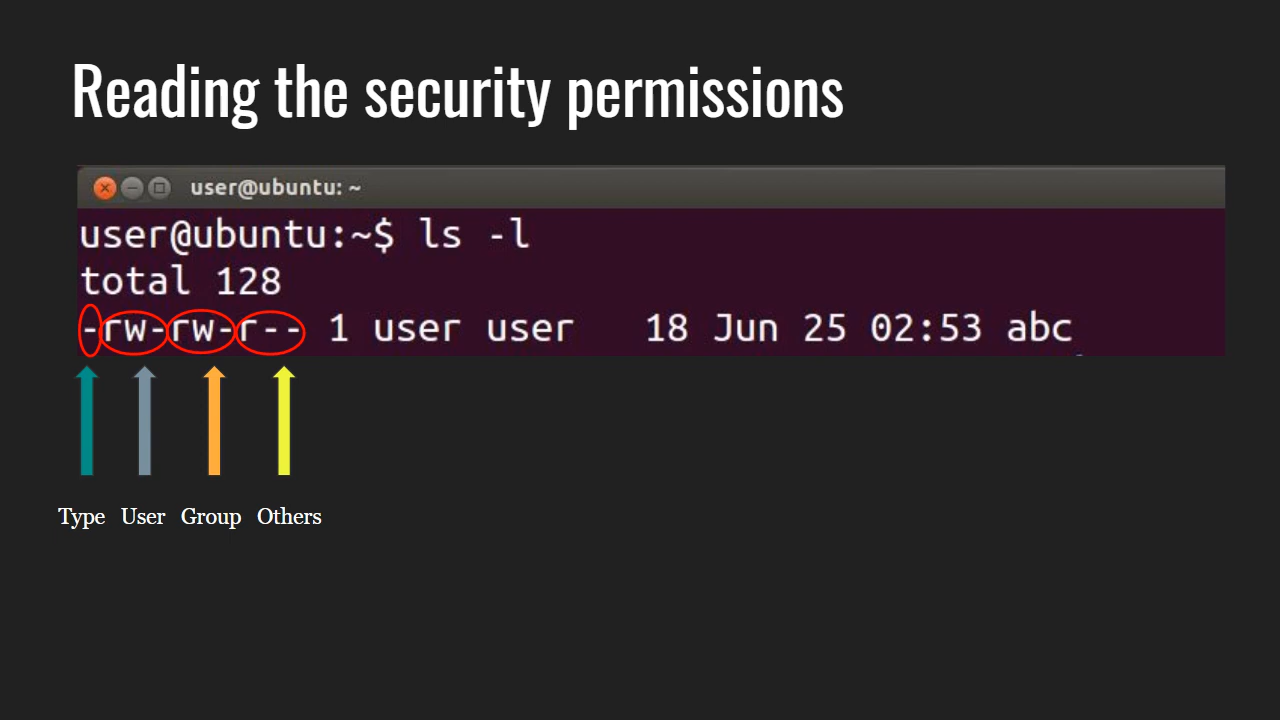 Reading the security permissions
user@ubuntu: ~
user@ubuntu:~$ ls -l
total 128
-rw-rw-r-- 1 user user 18 Jun 25 02:53 abc
Type User Group Others